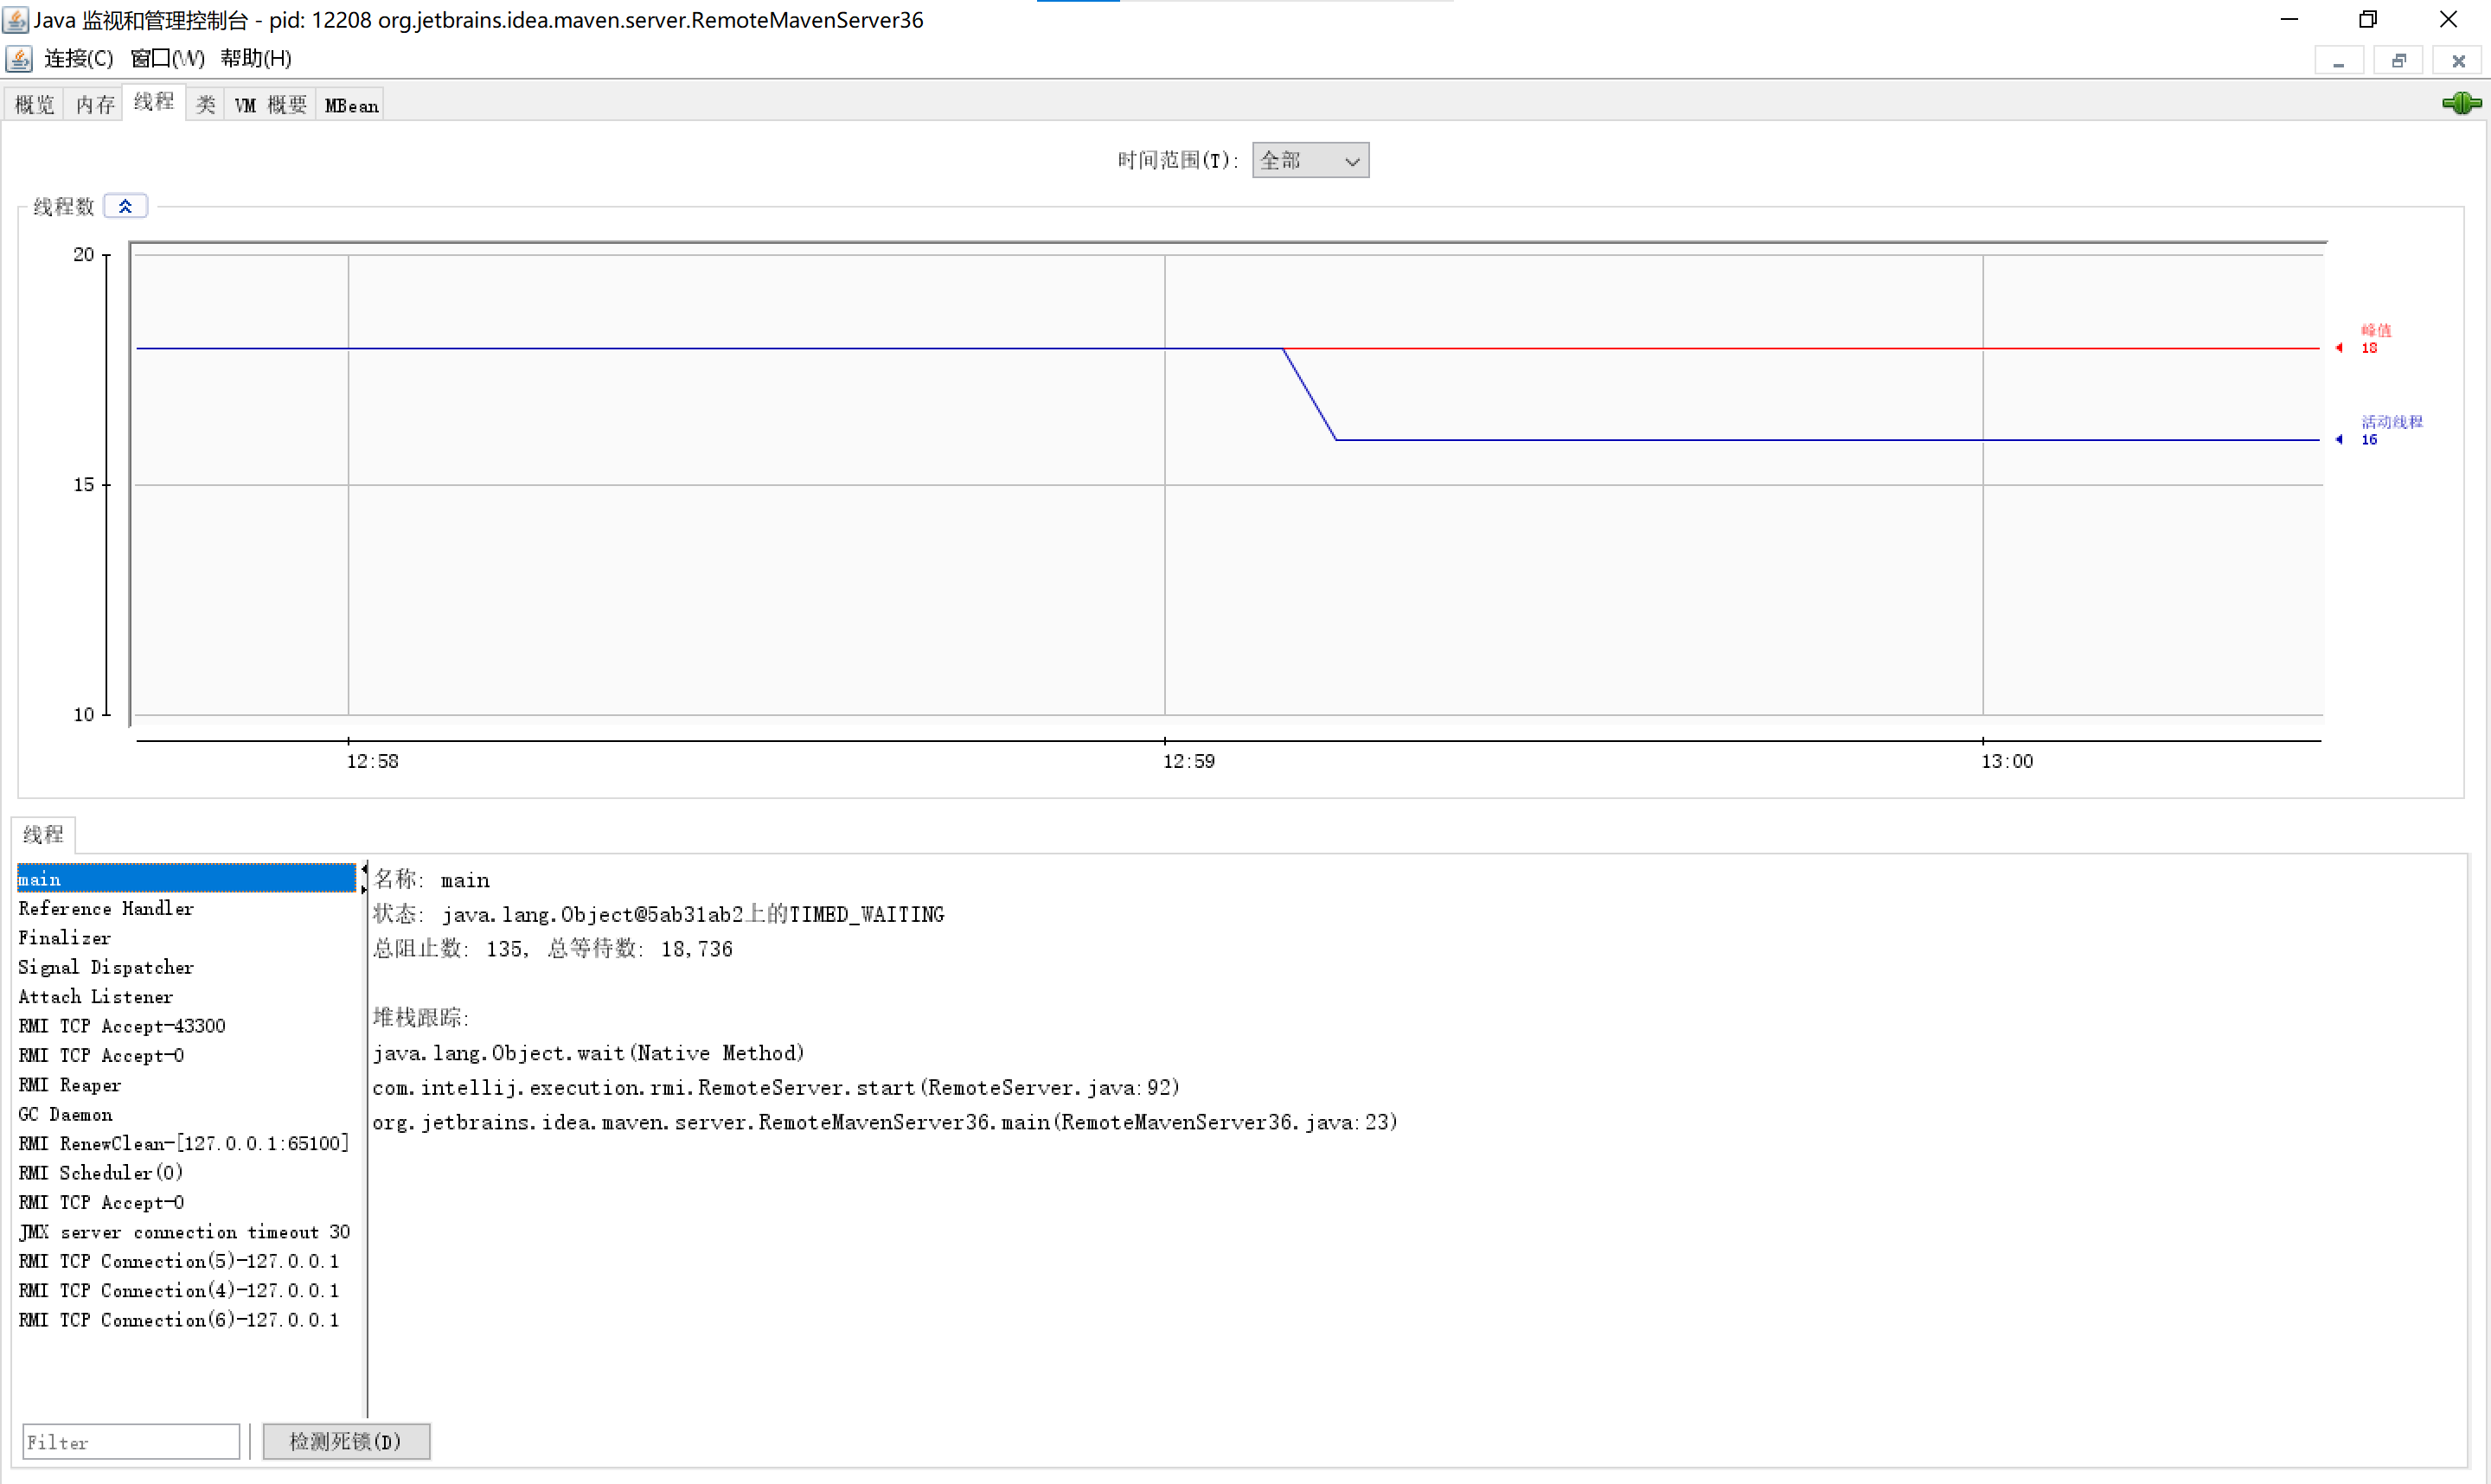 Java 监视和管理控制台 - pid: 12208 org.jetbrains.idea.maven.server.RemoteMavenServer36
连接(C) 窗口(W) 帮助(H)
概览 内存 线程 类 VM 概要 MBean
时间范围(T): 全部
线程数
20
峰值
18
活动线程
16
15
10
12:58 12:59 13:00
线程
main
Reference Handler
Finalizer
Signal Dispatcher
Attach Listener
RMI TCP Accept-43300
RMI TCP Accept-0
RMI Reaper
GC Daemon
RMI RenewClean-[127.0.0.1:65100]
RMI Scheduler(0)
RMI TCP Accept-0
JMX server connection timeout 30
RMI TCP Connection(5)-127.0.0.1
RMI TCP Connection(4)-127.0.0.1
RMI TCP Connection(6)-127.0.0.1
名称: main
状态: java.lang.Object@5ab31ab2上的TIMED_WAITING
总阻止数: 135, 总等待数: 18,736
堆栈跟踪:
java.lang.Object.wait(Native Method)
com.intellij.execution.rmi.RemoteServer.start(RemoteServer.java:92)
org.jetbrains.idea.maven.server.RemoteMavenServer36.main(RemoteMavenServer36.java:23)
Filter
检测死锁(D)